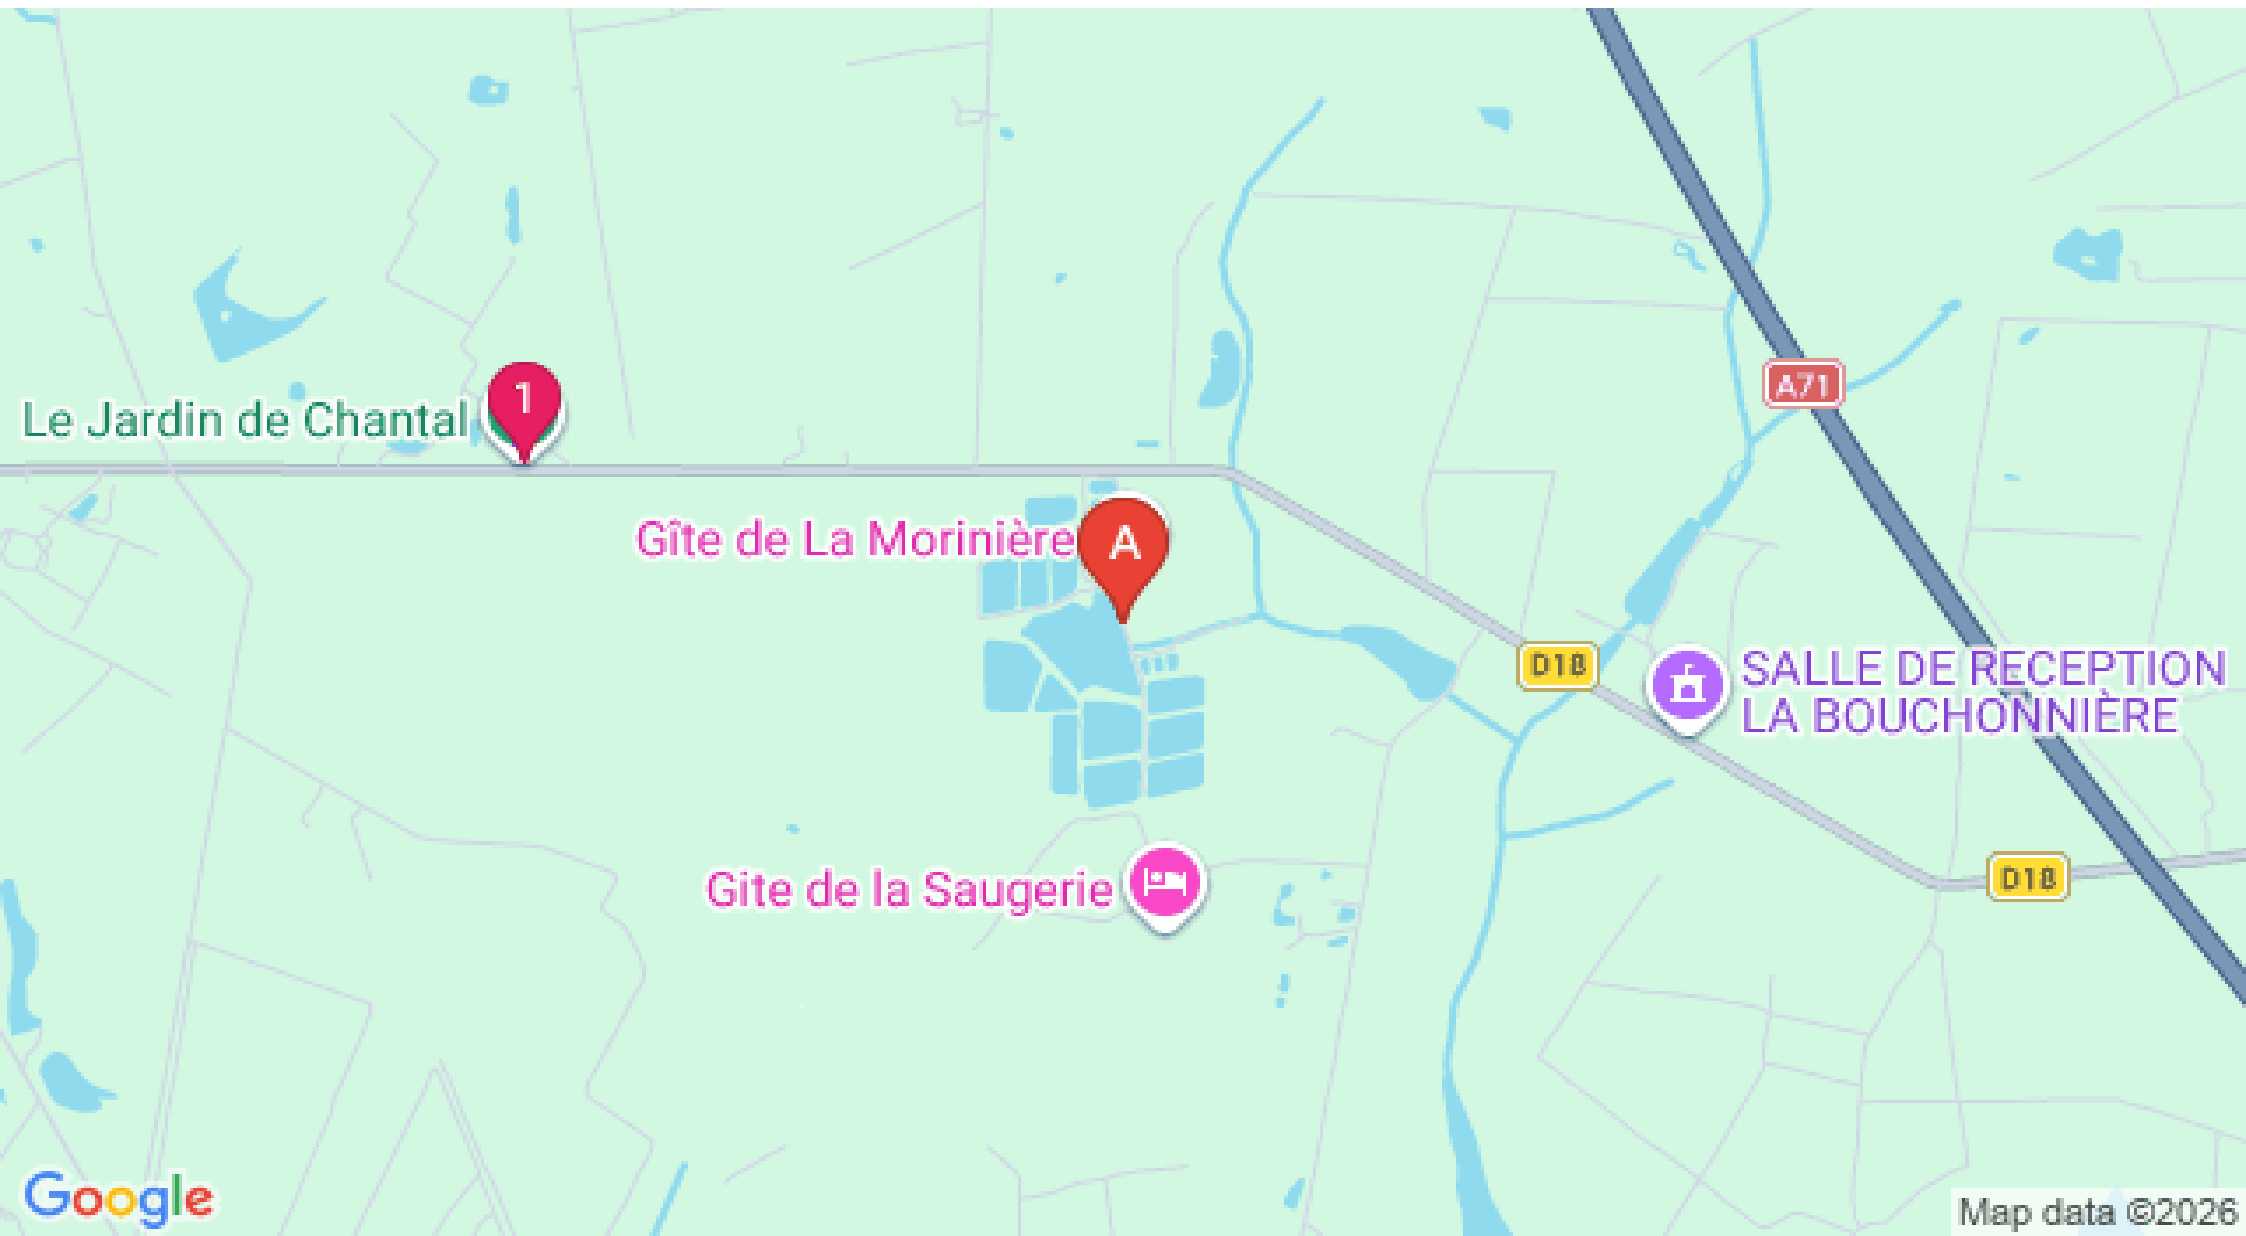 A71
Le Jardin de Chantal
1
Gîte de La Morinière
A
D18
SALLE DE RECEPTION
LA BOUCHONNIÈRE
D18
Gite de la Saugerie
Google
Map data ©2026